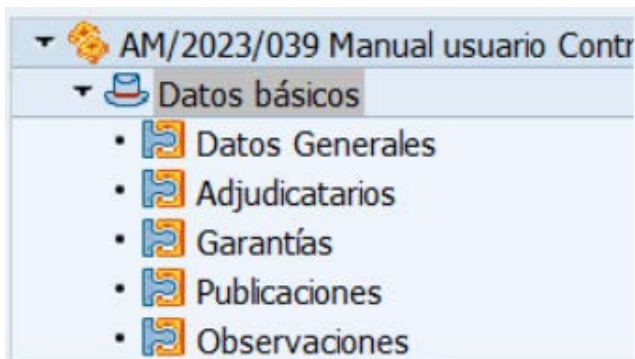 AM/2023/039 Manual usuario Contr
Datos básicos
Datos Generales
Adjudicatarios
Garantías
Publicaciones
Observaciones